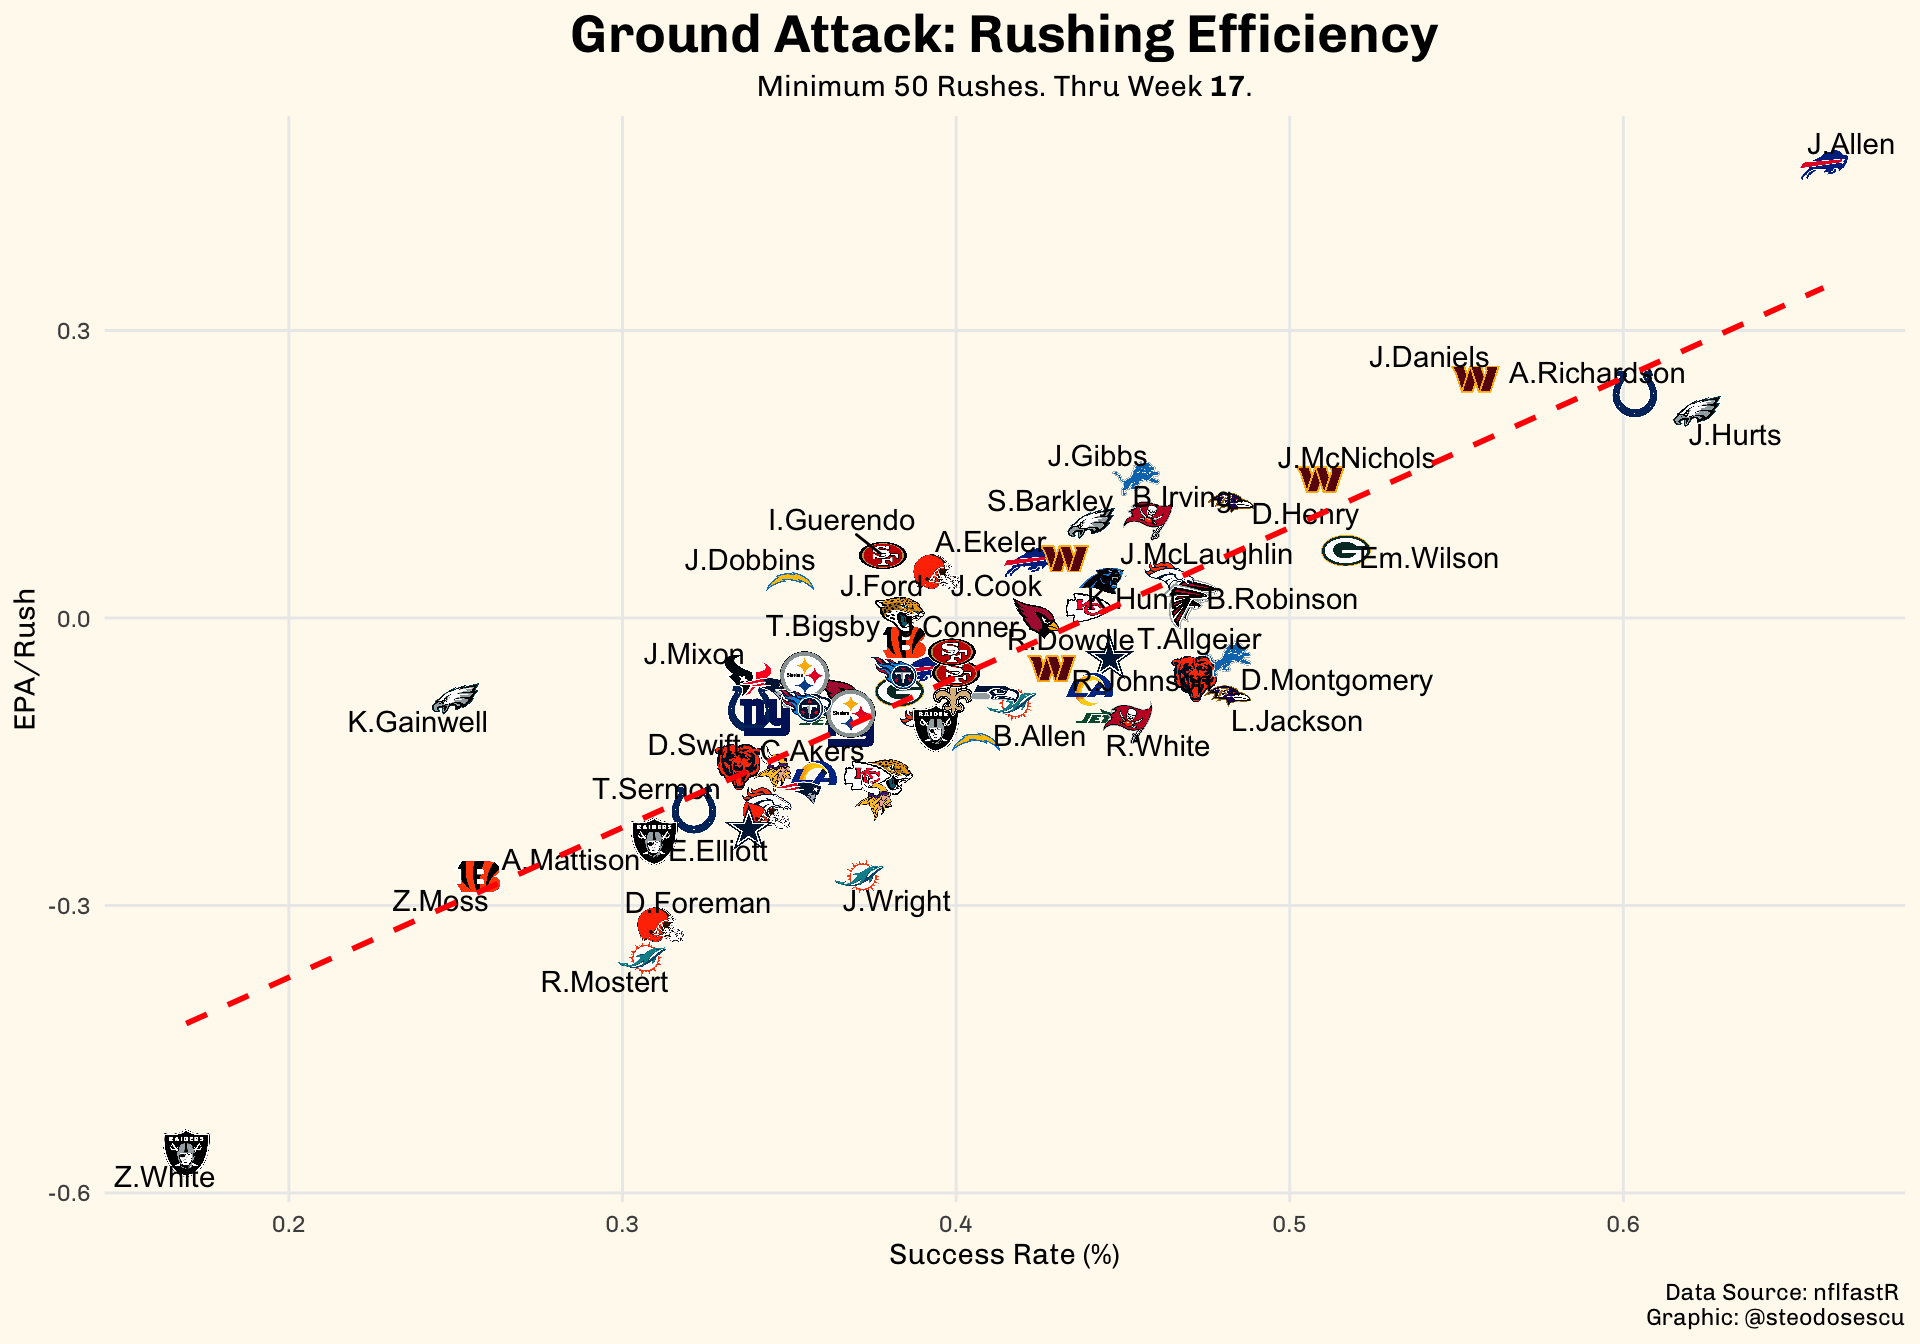 Ground Attack: Rushing Efficiency
Minimum 50 Rushes. Thru Week 17.
J.Allen
0.3
J.Daniels
A.Richardson
J.Hurts
J.Gibbs
J.McNichols
S.Barkley
B.Irving
D.Henry
I.Guerendo
A.Ekeler
J.McLaughlin
Em.Wilson
J.Dobbins
J.Ford
J.Cook
Hunt
B.Robinson
0.0
T.Bigsby
Conner
R.Dowdle
T.Allgeier
J.Mixon
R.Johns
D.Montgomery
K.Gainwell
L.Jackson
B.Allen
R.White
D.Swift
C.Akers
T.Sermon
E.Elliott
A.Mattison
Z.Moss
D.Foreman
J.Wright
-0.3
R.Mostert
Z.White
-0.6
EPA/Rush
0.2
0.3
0.4
0.5
0.6
Success Rate (%)
Data Source: nflfastR
Graphic: @steodosescu